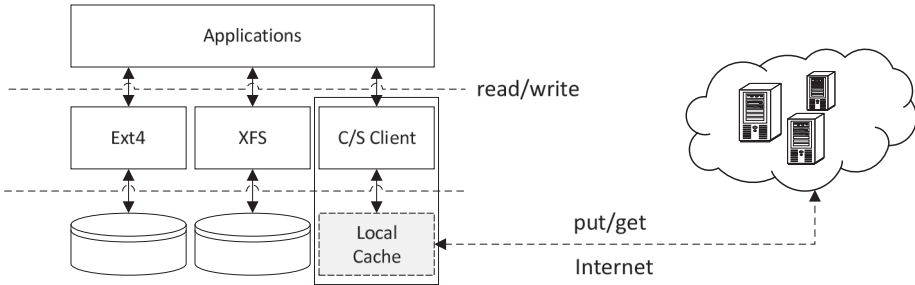 Applications
read/write
Ext4
XFS
C/S Client
Local
Cache
put/get
Internet